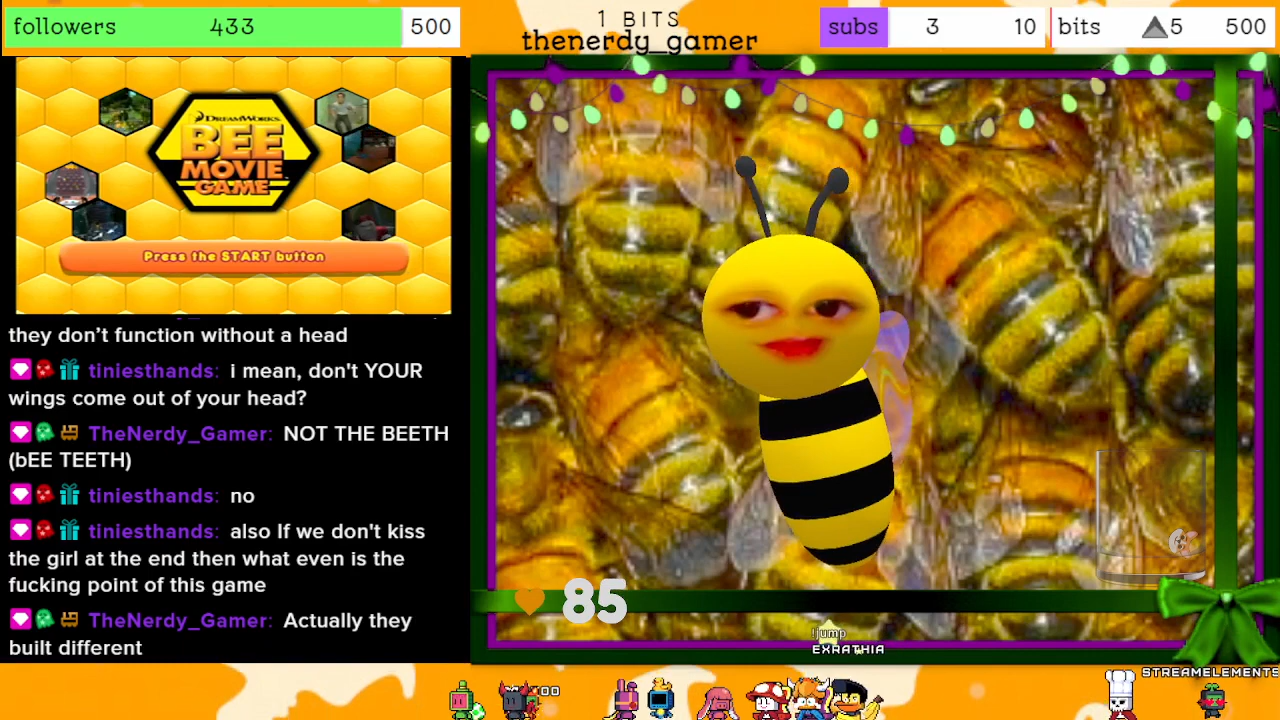 followers 433 500
1 BITS
thenerdy_gamer
subs 3 10
bits 5 500
DREAMWORKS
BEE
MOVIE
GAME
Press the START button
they don't function without a head
tiniesthands: i mean, don't YOUR
wings come out of your head?
TheNerdy_Gamer: NOT THE BEETH
(bEE TEETH)
tiniesthands: no
tiniesthands: also If we don't kiss
the girl at the end then what even is the
fucking point of this game
TheNerdy_Gamer: Actually they
built different
85
!jump
EXRATHIA
STREAMELEMENTS